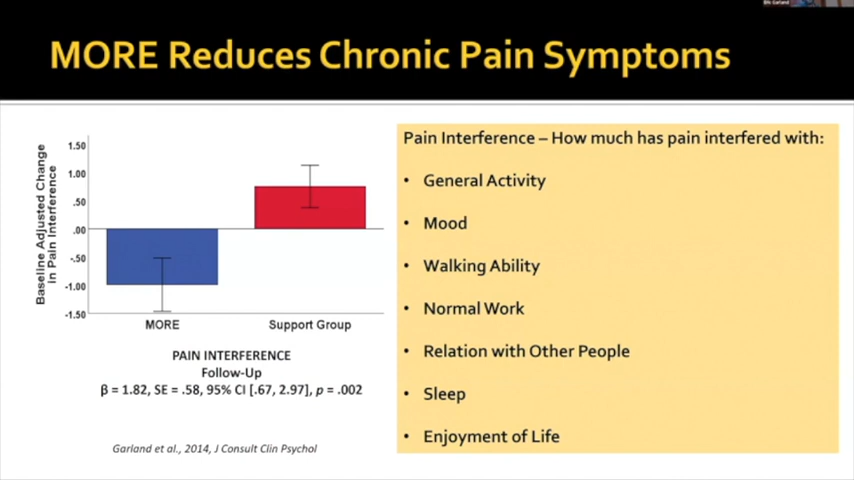 Eric Garland
MORE Reduces Chronic Pain Symptoms
Baseline Adjusted Change
in Pain Interference
1.50
1.00
.50
.00
-.50
-1.00
-1.50
MORE
Support Group
PAIN INTERFERENCE
Follow-Up
β = 1.82, SE = .58, 95% CI [.67, 2.97], p = .002
Garland et al., 2014, J Consult Clin Psychol
Pain Interference – How much has pain interfered with:
• General Activity
• Mood
• Walking Ability
• Normal Work
• Relation with Other People
• Sleep
• Enjoyment of Life